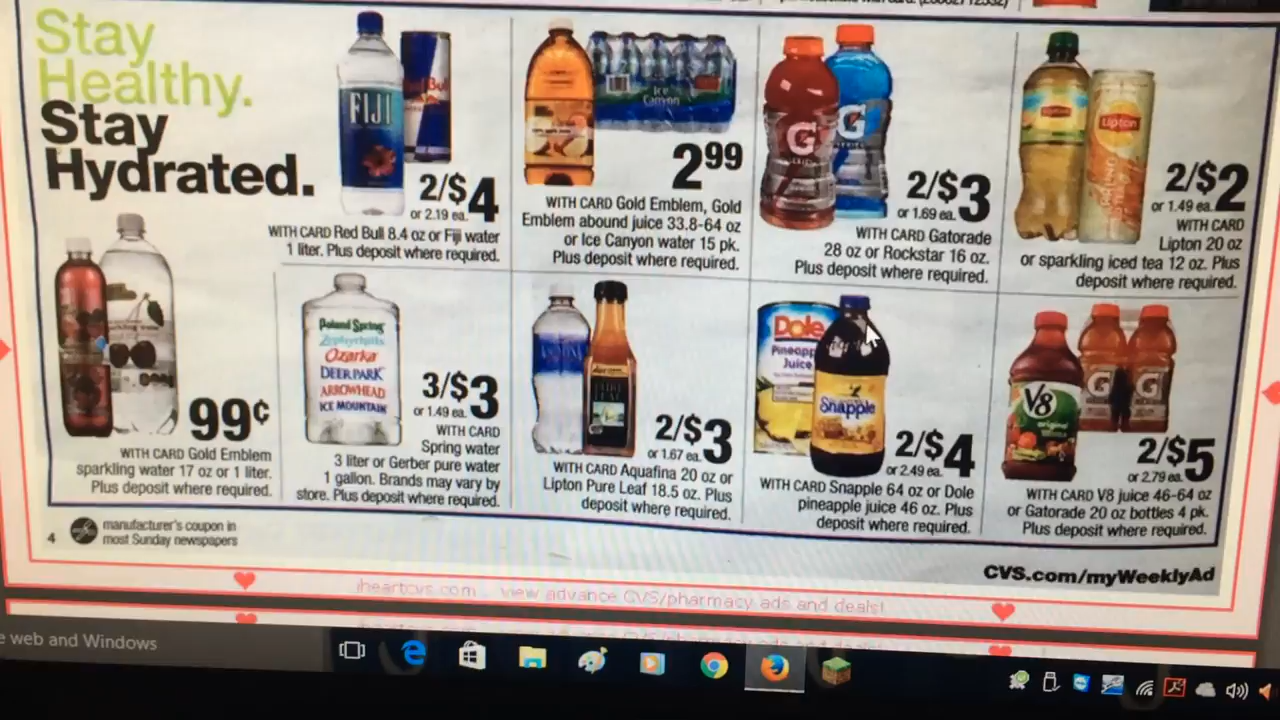 Stay
Healthy.
Stay
Hydrated.
FIJI
2/$4
or 2.19 ea.
WITH CARD Red Bull 8.4 oz or Fiji water
1 liter. Plus deposit where required.
Ice
Canyon
2⁹⁹
WITH CARD Gold Emblem, Gold
Emblem abound juice 33.8-64 oz
or Ice Canyon water 15 pk.
Plus deposit where required.
G
G
2/$3
or 1.69 ea.
WITH CARD Gatorade
28 oz or Rockstar 16 oz.
Plus deposit where required.
Lipton
Lipton
2/$2
or 1.49 ea.
WITH CARD
Lipton 20 oz
or sparkling iced tea 12 oz. Plus
deposit where required.
99¢
WITH CARD Gold Emblem
sparkling water 17 oz or 1 liter.
Plus deposit where required.
Poland Spring
Zephyrhills
Ozarka
DEER PARK
ARROWHEAD
ICE MOUNTAIN
3/$3
or 1.49 ea.
WITH CARD
Spring water
3 liter or Gerber pure water
1 gallon. Brands may vary by
store. Plus deposit where required.
2/$3
or 1.67 ea.
WITH CARD Aquafina 20 oz or
Lipton Pure Leaf 18.5 oz. Plus
deposit where required.
Dole
Pineapp
Juice
Snapple
2/$4
or 2.49 ea.
WITH CARD Snapple 64 oz or Dole
pineapple juice 46 oz. Plus
deposit where required.
V8
original
G
G
2/$5
or 2.79 ea.
WITH CARD V8 juice 46-64 oz
or Gatorade 20 oz bottles 4 pk.
Plus deposit where required.
4
manufacturer's coupon in
most Sunday newspapers
CVS.com/myWeeklyAd
iheartcvs.com ... view advance CVS/pharmacy ads and deals!
e web and Windows